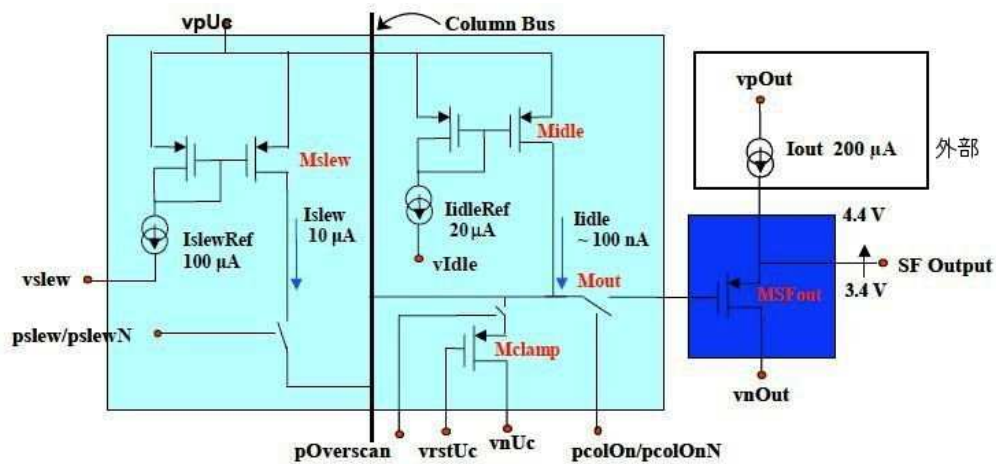 vpUc
Column Bus
Mslew
Midle
vpOut
Iout 200 µA
外部
IslewRef
100 µA
Islew
10 µA
IidleRef
20 µA
vIdle
Iidle
~ 100 nA
4.4 V
SF Output
3.4 V
vslew
Mout
MSFout
pslew/pslewN
Mclamp
vnOut
pOverscan
vrstUc
vnUc
pcolOn/pcolOnN